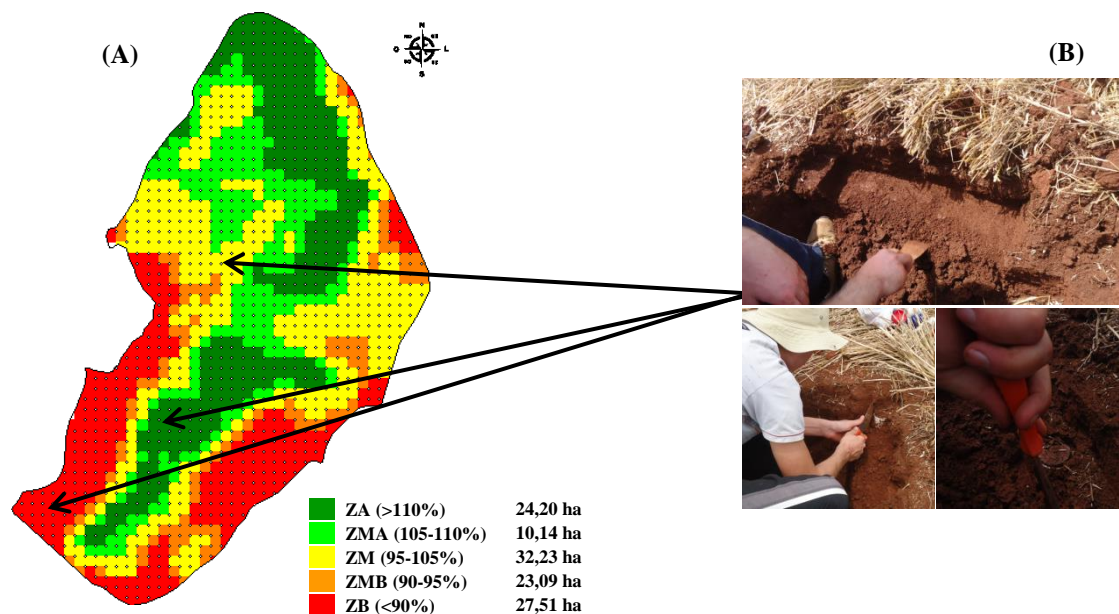 (A)
N
O L
S
(B)
ZA (>110%) 24,20 ha
ZMA (105-110%) 10,14 ha
ZM (95-105%) 32,23 ha
ZMB (90-95%) 23,09 ha
ZB (<90%) 27,51 ha